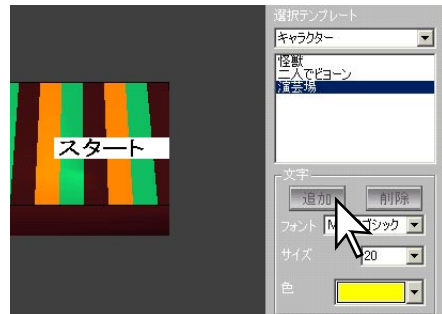 選択テンプレート
キャラクター
怪獣
二人でビヨーン
演芸場
スタート
文字
追加
削除
フォント
ゴシック
サイズ
20
色